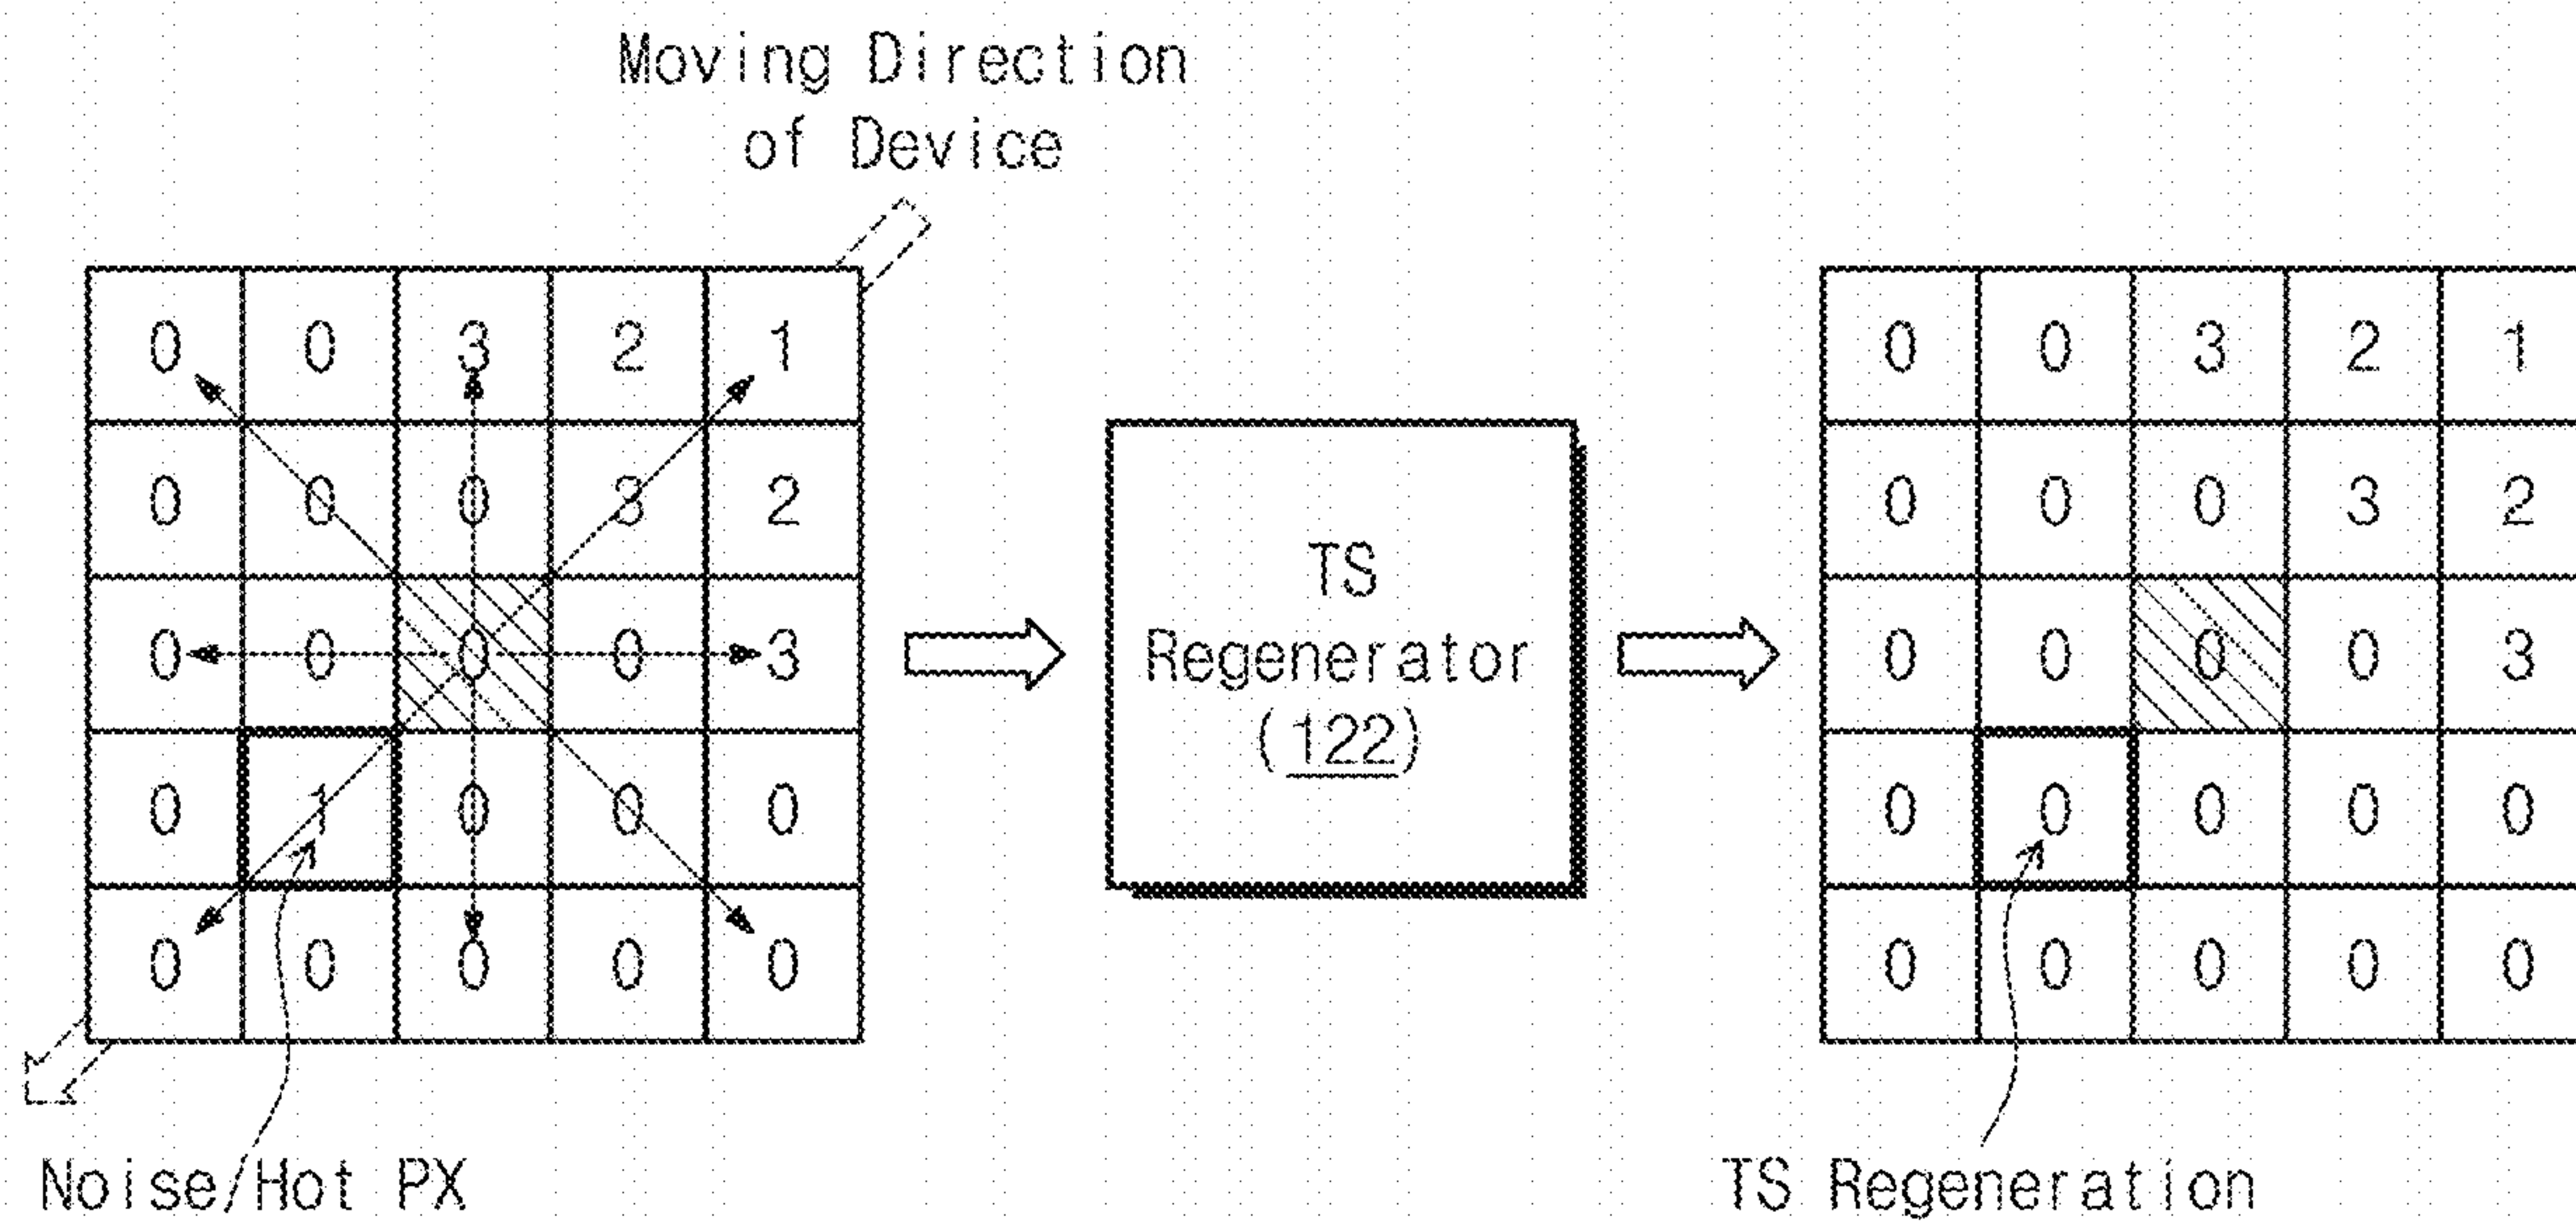 Moving Direction
of Device
0 0 3 2 1
0 0 0 3 2
0 0 0 0 3
0 1 0 0 0
0 0 0 0 0
Noise/Hot PX
TS
Regenerator
(122)
0 0 3 2 1
0 0 0 3 2
0 0 0 0 3
0 0 0 0 0
0 0 0 0 0
TS Regeneration